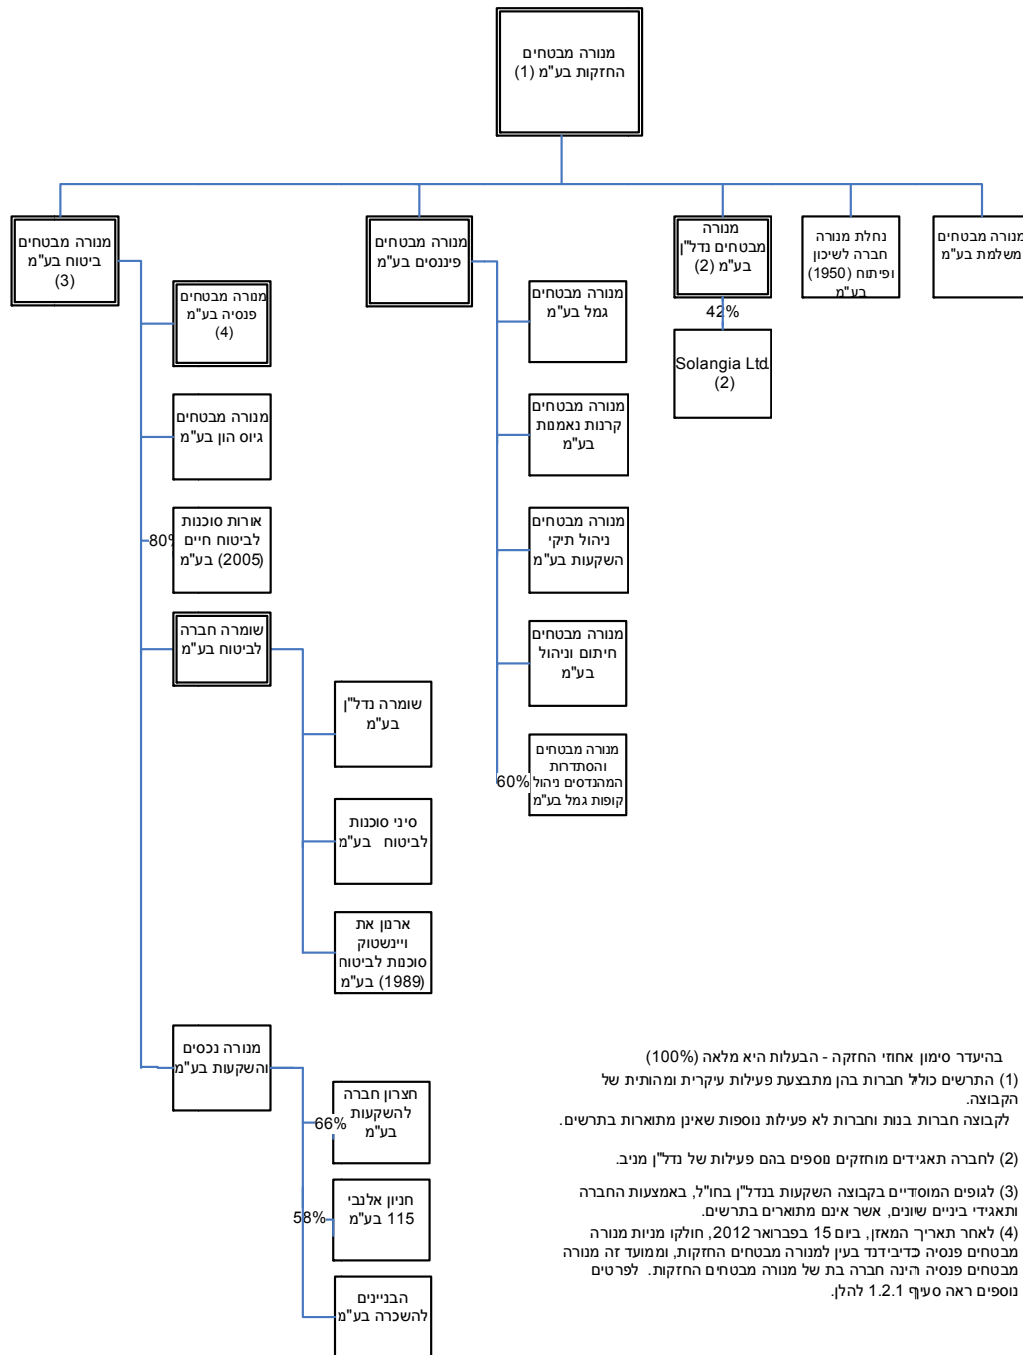 מנורה מבטחים
החזקות בע"מ (1)
מנורה מבטחים
ביטוח בע"מ
(3)
מנורה מבטחים
פיננסים בע"מ
מנורה
מבטחים נדל"ן
בע"מ (2)
נחלת מנורה
חברה לשיכון
ופיתוח (1950)
בע"מ
מנורה מבטחים
משלמת בע"מ
מנורה מבטחים
פנסיה בע"מ
(4)
מנורה מבטחים
גיוס הון בע"מ
80%
אורות סוכנות
לביטוח חיים
(2005) בע"מ
שומרה חברה
לביטוח בע"מ
שומרה נדל"ן
בע"מ
סיני סוכנות
לביטוח בע"מ
ארנון את
ויינשטוק
סוכנות לביטוח
(1989) בע"מ
מנורה נכסים
והשקעות בע"מ
66%
חצרון חברה
להשקעות
בע"מ
58%
חניון אלנבי
115 בע"מ
הבניינים
להשכרה בע"מ
מנורה מבטחים
גמל בע"מ
מנורה מבטחים
קרנות נאמנות
בע"מ
מנורה מבטחים
ניהול תיקי
השקעות בע"מ
מנורה מבטחים
חיתום וניהול
בע"מ
60%
מנורה מבטחים
והסתדרות
המהנדסים ניהול
קופות גמל בע"מ
42%
Solangia Ltd.
(2)
בהיעדר סימון אחוזי החזקה - הבעלות היא מלאה (100%)
(1) התרשים כולל חברות בהן מתבצעת פעילות עיקרית ומהותית של
הקבוצה.
לקבוצה חברות בנות וחברות לא פעילות נוספות שאינן מתוארות בתרשים.
(2) לחברה תאגידים מוחזקים נוספים בהם פעילות של נדל"ן מניב.
(3) לגופים המוסדיים בקבוצה השקעות בנדל"ן בחו"ל, באמצעות החברה
ותאגידי ביניים שונים, אשר אינם מתוארים בתרשים.
(4) לאחר תאריך המאזן, ביום 15 בפברואר 2012, חולקו מניות מנורה
מבטחים פנסיה כדיבידנד בעין למנורה מבטחים החזקות, וממועד זה מנורה
מבטחים פנסיה הינה חברה בת של מנורה מבטחים החזקות. לפרטים
נוספים ראה סעיף 1.2.1 להלן.